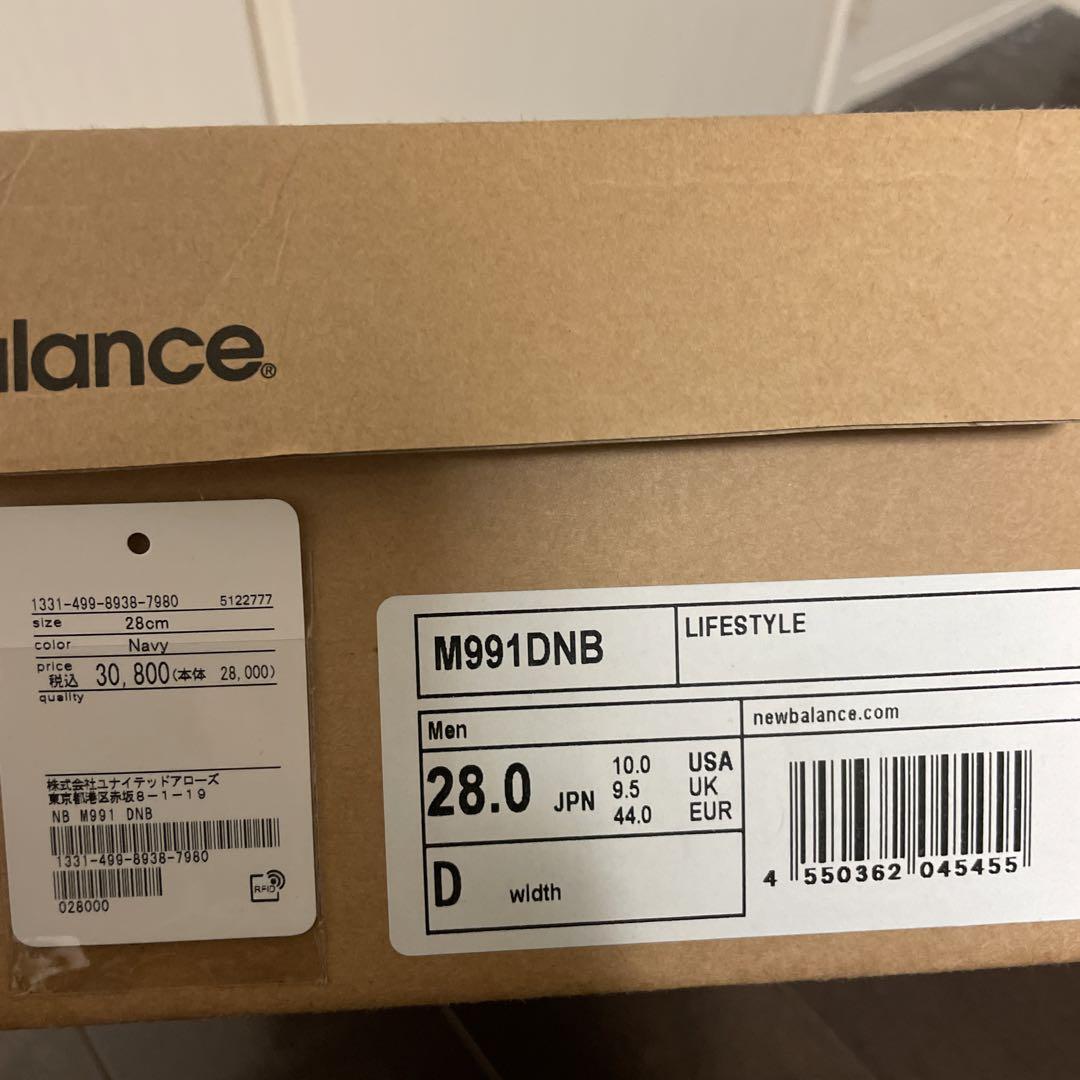 alance®
1331-499-8938-7980 5122777
size 28cm
color Navy
price
税込 30,800(本体 28,000)
quality
株式会社ユナイテッドアローズ
東京都港区赤坂8-1-19
NB M991 DNB
1331-499-8938-7980
028000
RFID
M991DNB
LIFESTYLE
Men
newbalance.com
28.0 JPN
10.0 USA
9.5 UK
44.0 EUR
D width
4 550362 045455